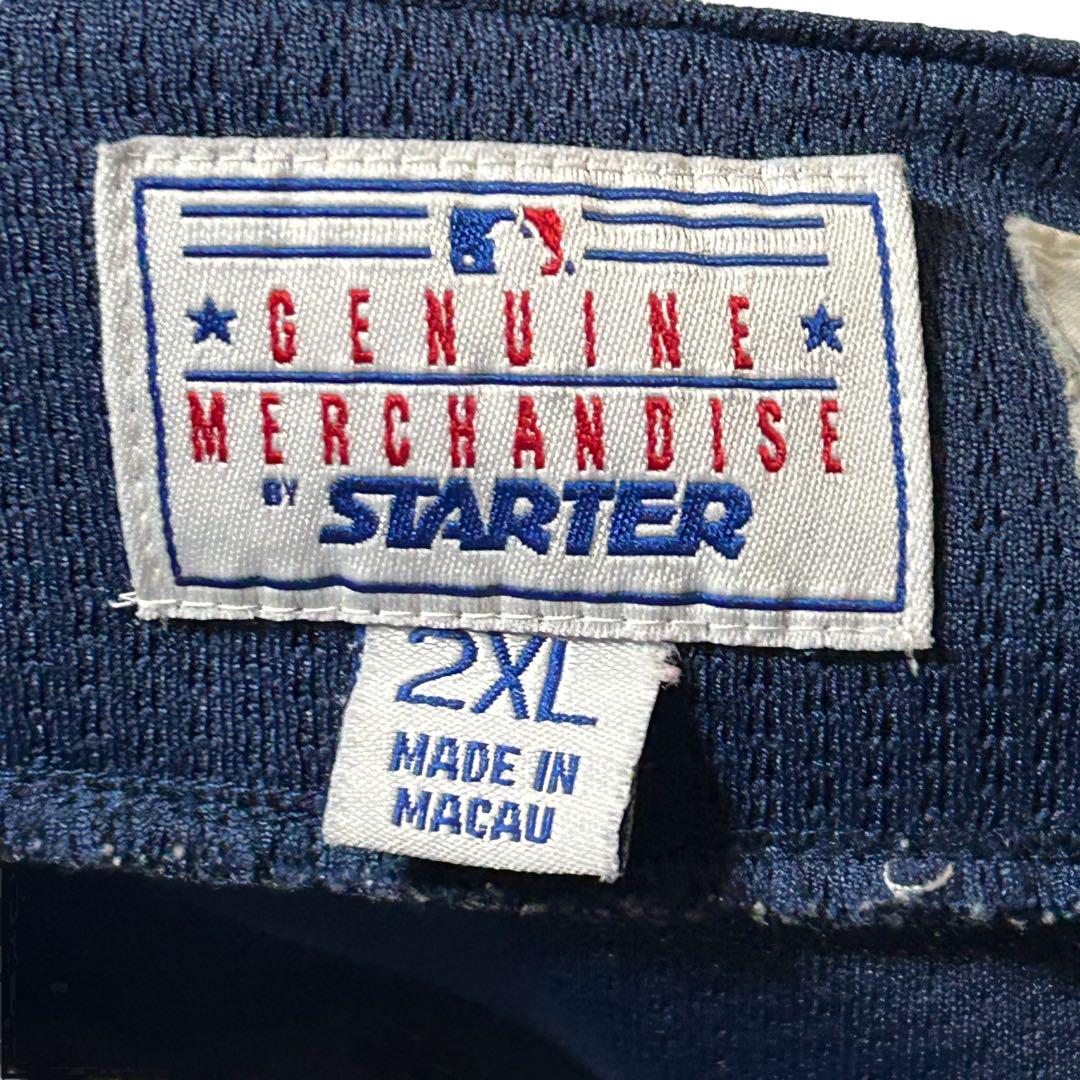 GENUINE
MERCHANDISE
BY STARTER
2XL
MADE IN
MACAU